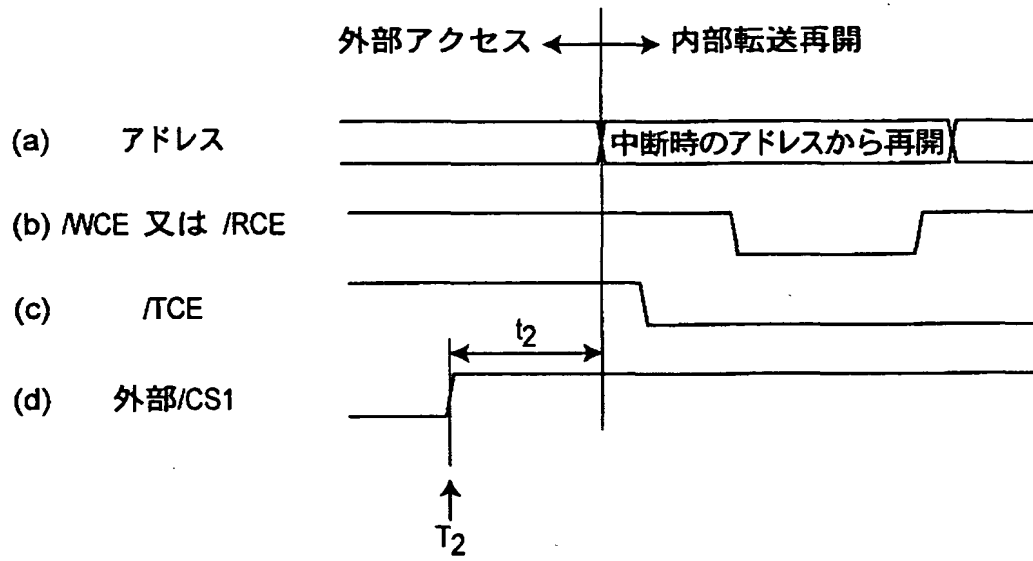 外部アクセス 内部転送再開
(a) アドレス 中断時のアドレスから再開
(b) /WCE 又は /RCE
(c) /TCE
t2
(d) 外部/CS1
T2